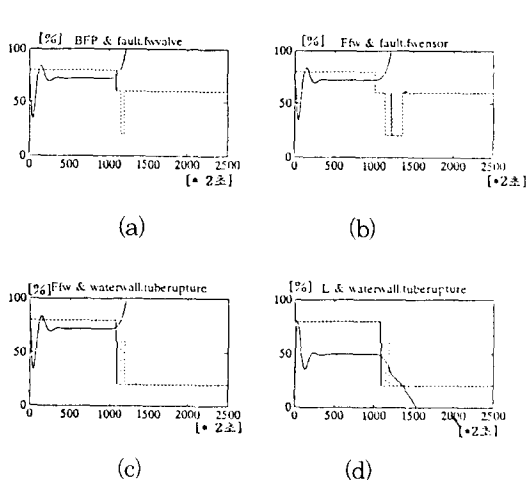 [%] BFP & fault.fwvalve
100
50
0
0 500 1000 1500 2000 2500
[* 2초]
(a)
[%] Ffw & fault.fwensor
100
50
0
0 500 1000 1500 2000 2500
[*2초]
(b)
[%]Ffw & waterwall.tuberupture
100
50
0
0 500 1000 1500 2000 2500
[* 2초]
(c)
[%] L & waterwall.tuberupture
100
50
0
0 500 1000 1500 2000 2500
[*2초]
(d)